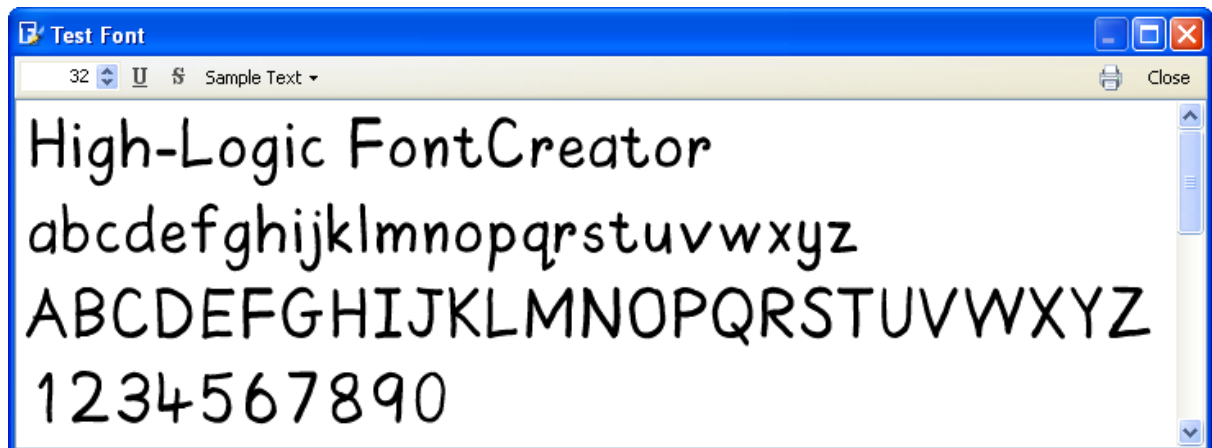 Test Font
32 U S Sample Text Close
High-Logic FontCreator
abcdefghijklmnopqrstuvwxyz
ABCDEFGHIJKLMNOPQRSTUVWXYZ
1234567890